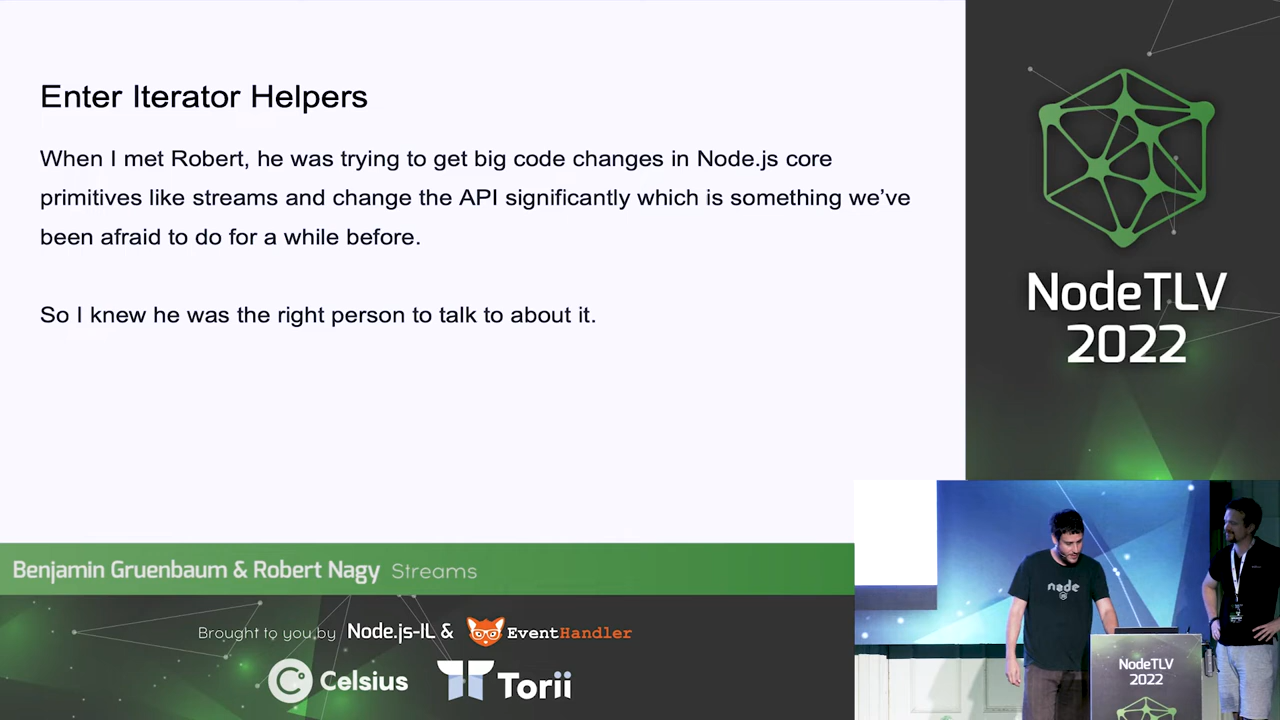 Enter Iterator Helpers
When I met Robert, he was trying to get big code changes in Node.js core
primitives like streams and change the API significantly which is something we’ve
been afraid to do for a while before.
So I knew he was the right person to talk to about it.
NodeTLV
2022
Benjamin Gruenbaum & Robert Nagy Streams
Brought to you by Node.js-IL & EventHandler
Celsius Torii
node
NodeTLV
2022